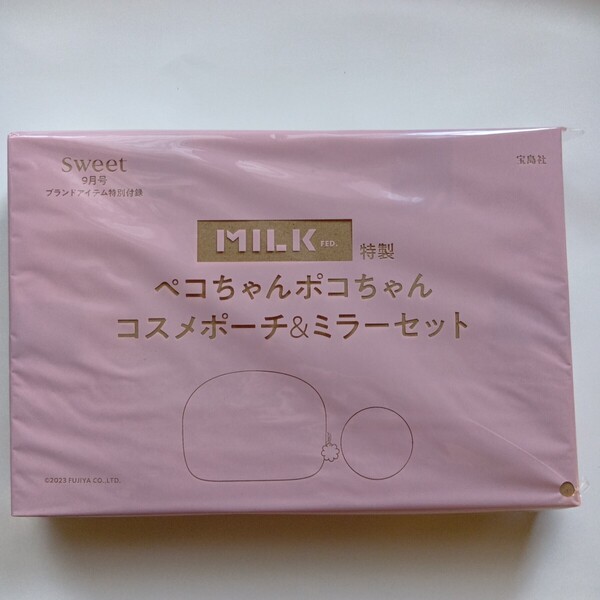 Sweet
9月号
ブランドアイテム特別付録
宝島社
MILK FED. 特製
ペコちゃんポコちゃん
コスメポーチ&ミラーセット
©2023 FUJIYA CO., LTD.